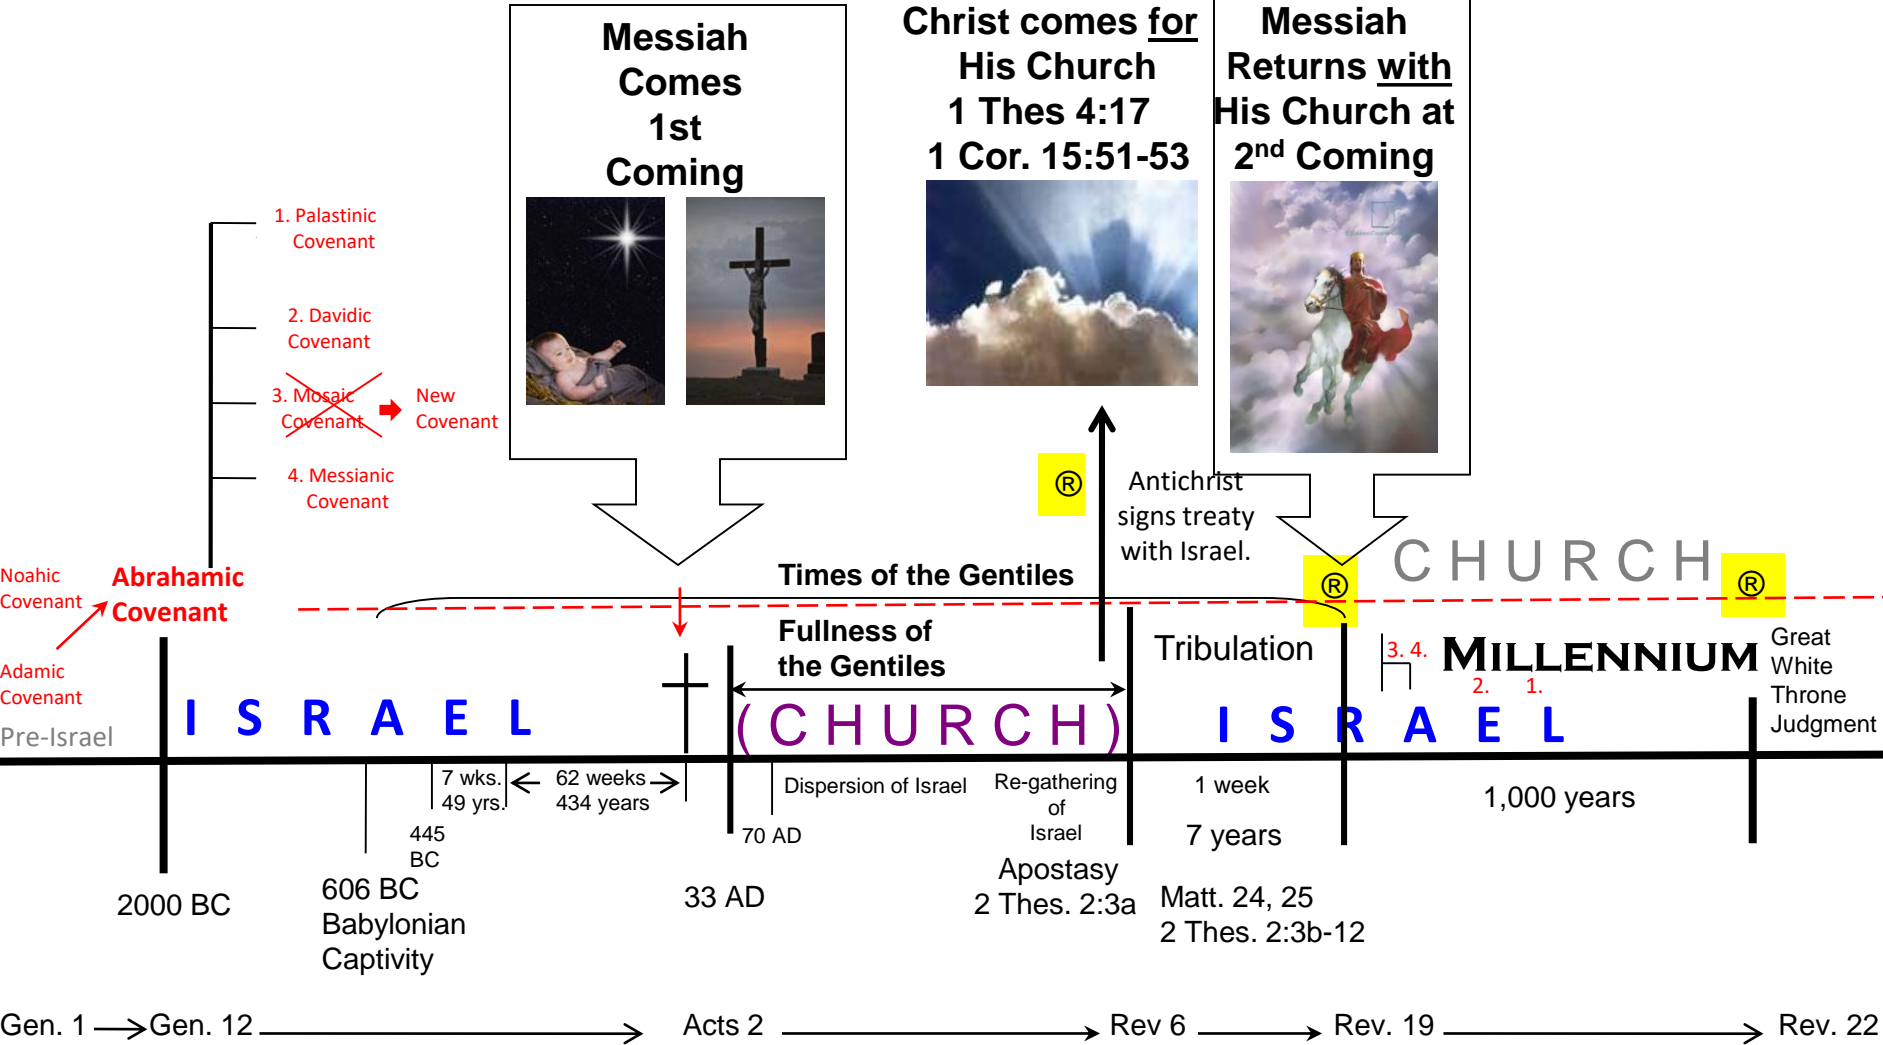 Messiah
Comes
1st
Coming
Christ comes for
His Church
1 Thes 4:17
1 Cor. 15:51-53
Messiah
Returns with
His Church at
2nd Coming
1. Palastinic
Covenant
2. Davidic
Covenant
3. Mosaic
Covenant
New
Covenant
4. Messianic
Covenant
®
Antichrist
signs treaty
with Israel.
Noahic
Covenant
Abrahamic
Covenant
Adamic
Covenant
Pre-Israel
Times of the Gentiles
®
CHURCH
®
Fullness of
the Gentiles
Tribulation
3. 4.
MILLENNIUM
2. 1.
Great
White
Throne
Judgment
ISRAEL
(CHURCH)
ISRAEL
7 wks.
49 yrs.
62 weeks
434 years
Dispersion of Israel
Re-gathering
of
Israel
1 week
7 years
1,000 years
445
BC
70 AD
2000 BC
606 BC
Babylonian
Captivity
33 AD
Apostasy
2 Thes. 2:3a
Matt. 24, 25
2 Thes. 2:3b-12
Gen. 1 Gen. 12 Acts 2 Rev 6 Rev. 19 Rev. 22